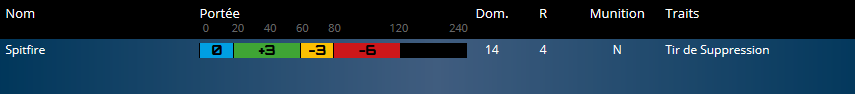 Nom Portée Dom. R Munition Traits
0 20 40 60 80 120 240
Spitfire 0 +3 -3 -6 14 4 N Tir de Suppression